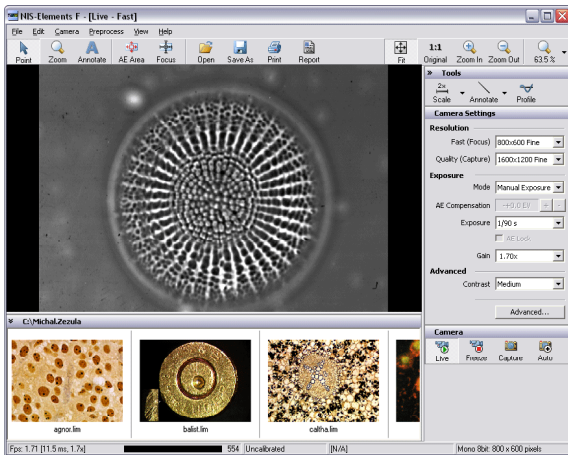 NIS-Elements F - [Live - Fast]
File Edit Camera Preprocess View Help
Point Zoom Annotate AE Area Focus Open Save As Print Report Fit 1:1 Original Zoom In Zoom Out 63.5 %
Tools
2x
Scale Annotate Profile
Camera Settings
Resolution
Fast (Focus) 800x600 Fine
Quality (Capture) 1600x1200 Fine
Exposure
Mode Manual Exposure
AE Compensation -+0.0 EV + -
Exposure 1/90 s
AE Lock
Gain 1.70x
Advanced
Contrast Medium
Advanced...
C:\Michal.Zezula
Camera
Live Freeze Capture Auto
agnor.lim balist.lim caltha.lim
Fps: 1.71 [11.5 ms, 1.7x] 554 Uncalibrated [N/A] Mono 8bit: 800 x 600 pixels